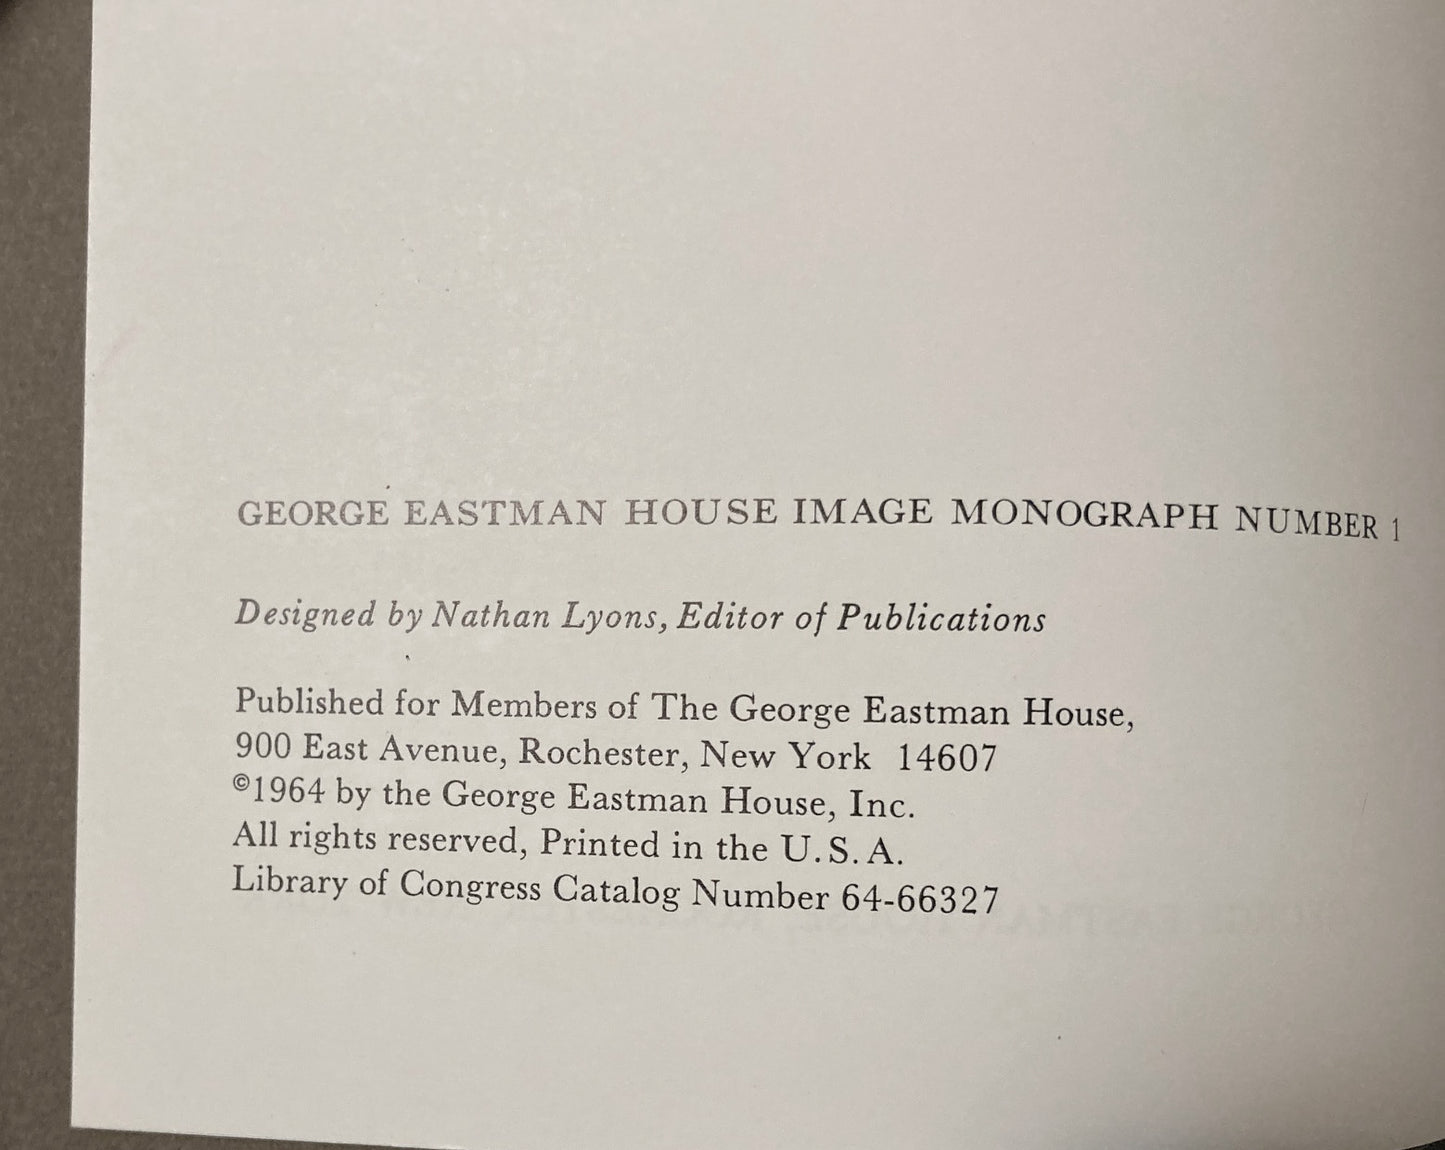 GEORGE EASTMAN HOUSE IMAGE MONOGRAPH NUMBER 1
Designed by Nathan Lyons, Editor of Publications
Published for Members of The George Eastman House,
900 East Avenue, Rochester, New York 14607
©1964 by the George Eastman House, Inc.
All rights reserved, Printed in the U.S.A.
Library of Congress Catalog Number 64-66327